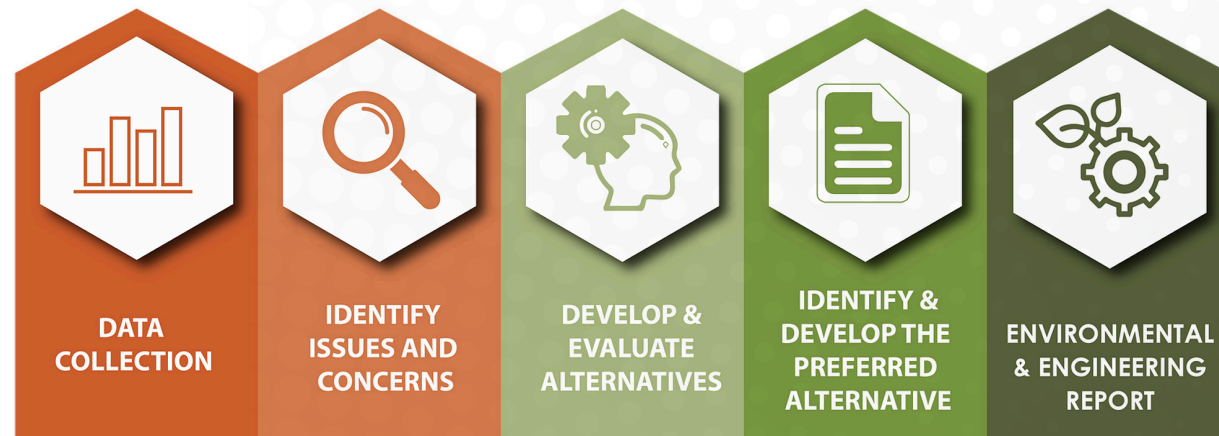 DATA
COLLECTION
IDENTIFY
ISSUES AND
CONCERNS
DEVELOP &
EVALUATE
ALTERNATIVES
IDENTIFY &
DEVELOP THE
PREFERRED
ALTERNATIVE
ENVIRONMENTAL
& ENGINEERING
REPORT